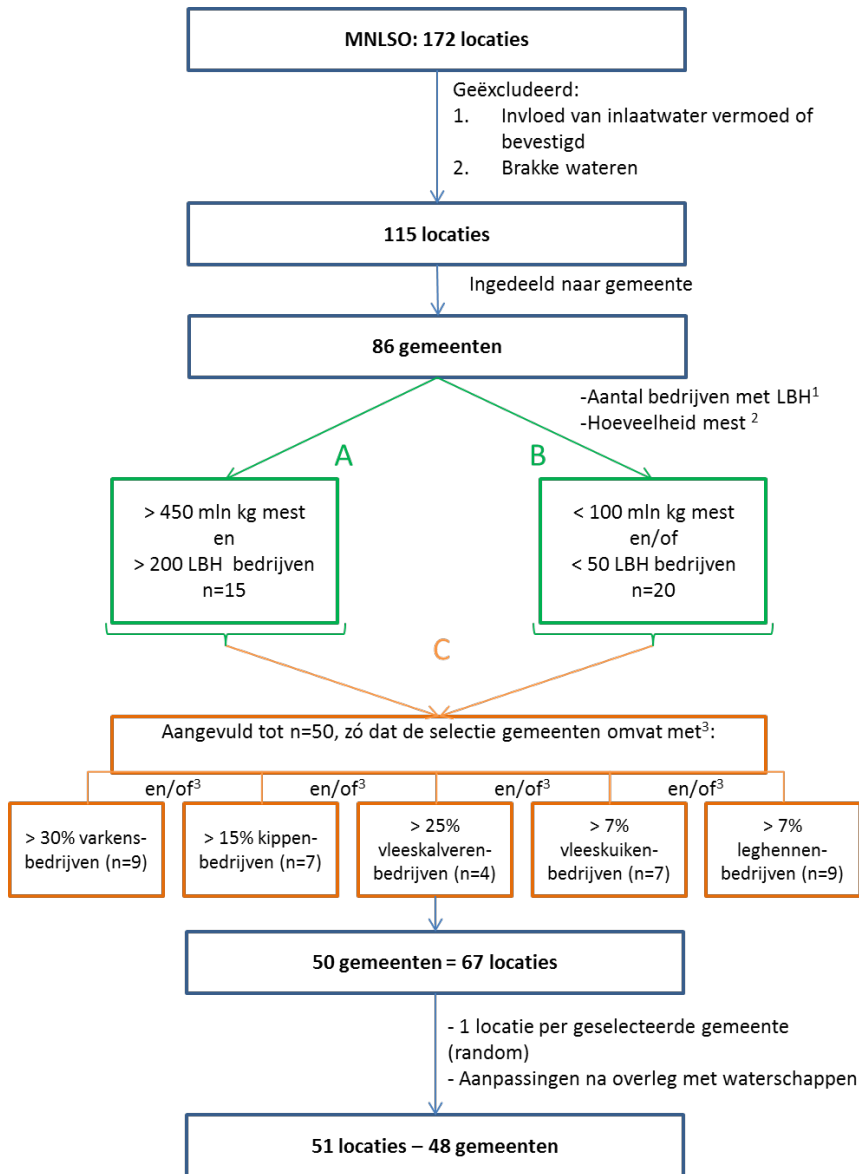 MNLSO: 172 locaties
Geëxcludeerd:
1. Invloed van inlaatwater vermoed of
bevestigd
2. Brakke wateren
115 locaties
Ingedeeld naar gemeente
86 gemeenten
-Aantal bedrijven met LBH¹
-Hoeveelheid mest ²
A
B
> 450 mln kg mest
en
> 200 LBH bedrijven
n=15
< 100 mln kg mest
en/of
< 50 LBH bedrijven
n=20
C
Aangevuld tot n=50, zó dat de selectie gemeenten omvat met³:
en/of³
en/of³
en/of³
en/of³
> 30% varkens-
bedrijven (n=9)
> 15% kippen-
bedrijven (n=7)
> 25%
vleeskalveren-
bedrijven (n=4)
> 7%
vleeskuiken-
bedrijven (n=7)
> 7%
leghennen-
bedrijven (n=9)
50 gemeenten = 67 locaties
- 1 locatie per geselecteerde gemeente
(random)
- Aanpassingen na overleg met waterschappen
51 locaties – 48 gemeenten